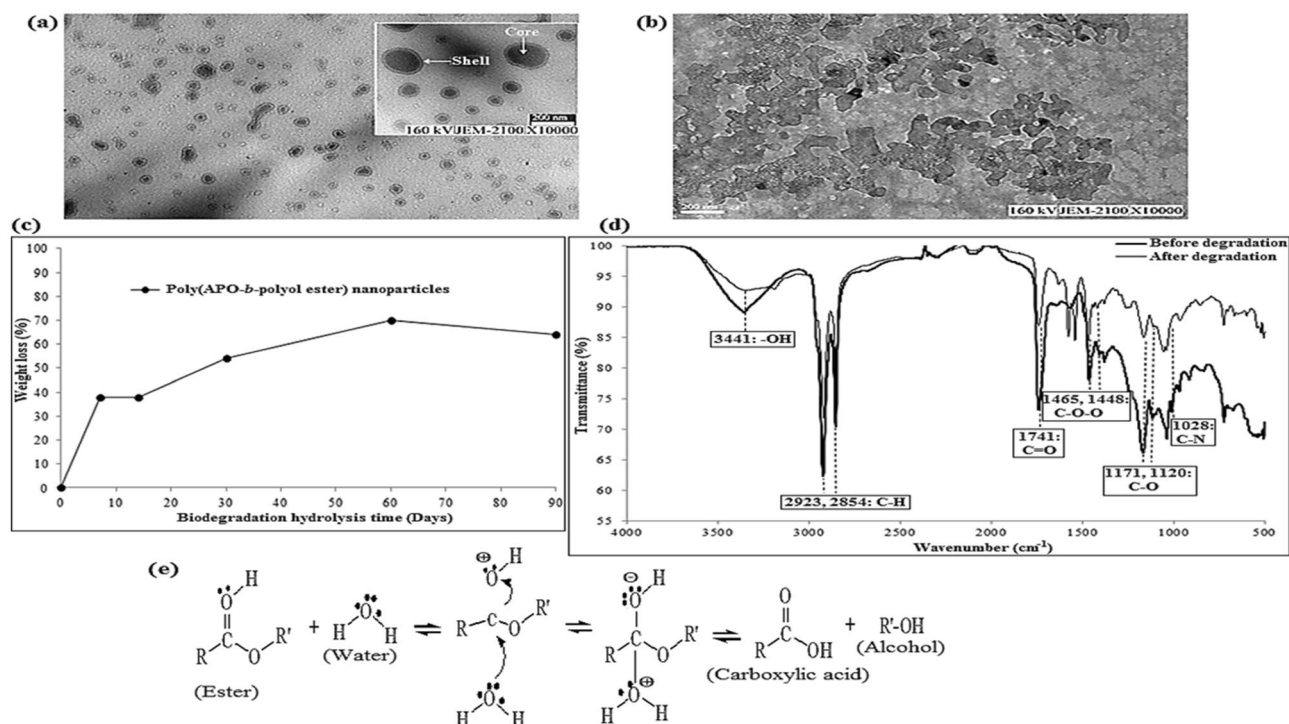 (a)
Core
Shell
200 nm
160 kV JEM-2100 X10000
(b)
200 nm
160 kV JEM-2100 X10000
(c)
100
90
80
70
60
50
40
30
20
10
0
Weight loss (%)
Poly(APO-b-polyol ester) nanoparticles
0 10 20 30 40 50 60 70 80 90
Biodegradation hydrolysis time (Days)
(d)
100
95
90
85
80
75
70
65
60
55
Transmittance (%)
Before degradation
After degradation
3441: -OH
2923, 2854: C-H
1741:
C=O
1465, 1448:
C-O-O
1171, 1120:
C-O
1028:
C-N
4000 3500 3000 2500 2000 1500 1000 500
Wavenumber (cm-1)
(e)
O H
R C O R'
(Ester)
+
H O H
(Water)
⇌
⊕
O H
R C O R'
H O H
⇌
⊖
O H
R C O R'
H O H
⊕
⇌
O
R C OH
(Carboxylic acid)
+
R'-OH
(Alcohol)